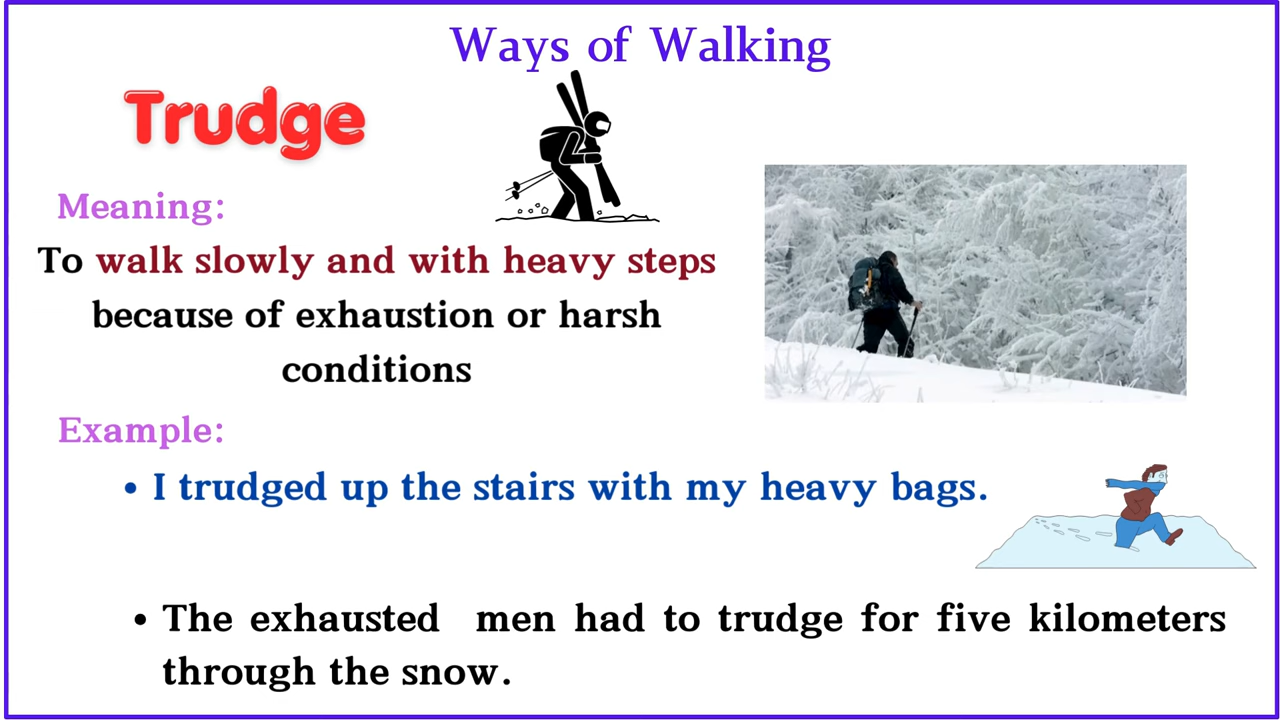 Ways of Walking
Trudge
Meaning:
To walk slowly and with heavy steps
because of exhaustion or harsh
conditions
Example:
• I trudged up the stairs with my heavy bags.
• The exhausted men had to trudge for five kilometers
through the snow.